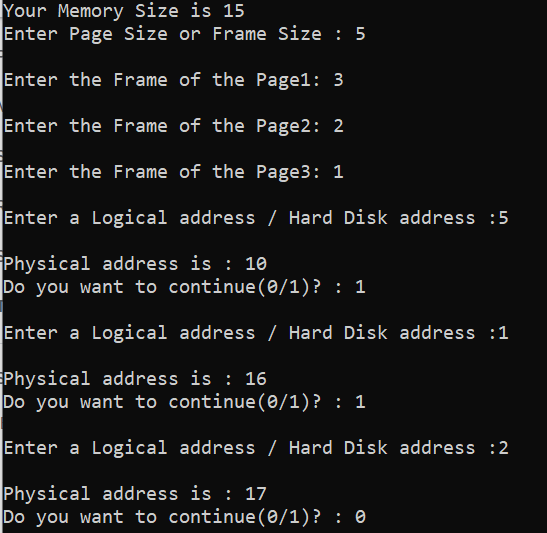 Your Memory Size is 15
Enter Page Size or Frame Size : 5
Enter the Frame of the Page1: 3
Enter the Frame of the Page2: 2
Enter the Frame of the Page3: 1
Enter a Logical address / Hard Disk address :5
Physical address is : 10
Do you want to continue(0/1)? : 1
Enter a Logical address / Hard Disk address :1
Physical address is : 16
Do you want to continue(0/1)? : 1
Enter a Logical address / Hard Disk address :2
Physical address is : 17
Do you want to continue(0/1)? : 0